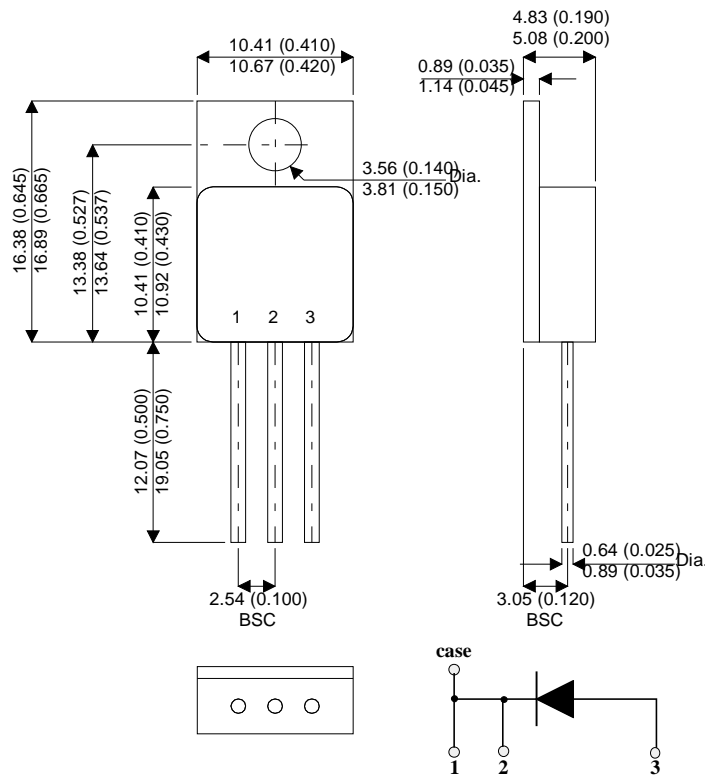 4.83 (0.190)
5.08 (0.200)
10.41 (0.410)
10.67 (0.420)
0.89 (0.035)
1.14 (0.045)
3.56 (0.140)
3.81 (0.150)
Dia.
16.38 (0.645)
16.89 (0.665)
13.38 (0.527)
13.64 (0.537)
10.41 (0.410)
10.92 (0.430)
1 2 3
12.07 (0.500)
19.05 (0.750)
0.64 (0.025)
0.89 (0.035)
Dia.
2.54 (0.100)
BSC
3.05 (0.120)
BSC
case
1 2 3